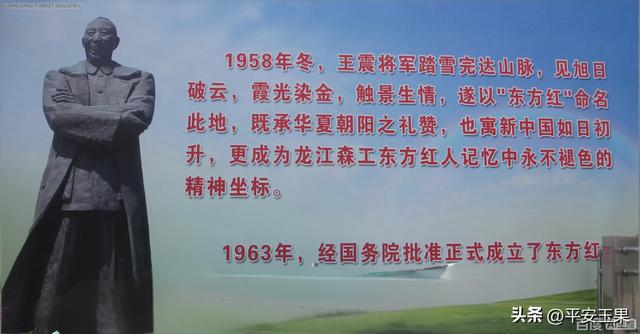 LONGJIANG FOREST INDUSTRY
1958年冬，王震将军踏雪完达山脉，见旭日
破云，霞光染金，触景生情，遂以"东方红"命名
此地，既承华夏朝阳之礼赞，也寓新中国如日初
升，更成为龙江森工东方红人记忆中永不褪色的
精神坐标。
1963年，经国务院批准正式成立了东方红
头条 @平安玉果
百度